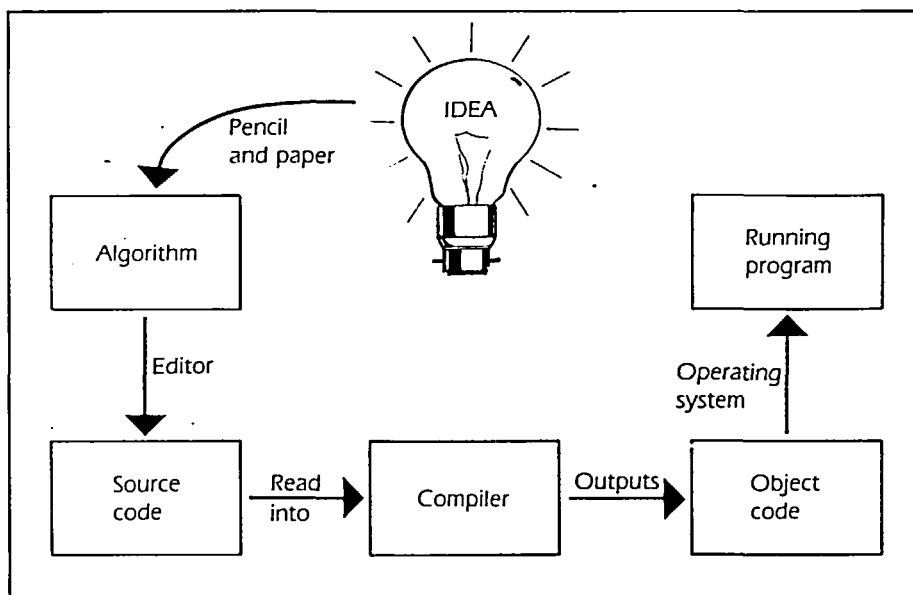 IDEA
Pencil
and paper
Algorithm
Editor
Source
code
Read
into
Compiler
Outputs
Object
code
Operating
system
Running
program